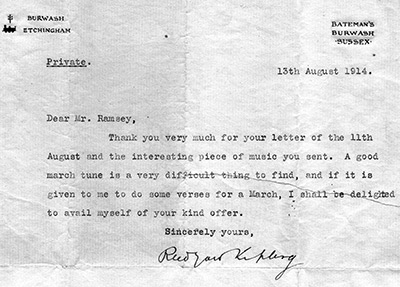 BURWASH
ETCHINGHAM
BATEMAN'S
BURWASH
SUSSEX.
Private.
13th August 1914.
Dear Mr. Ramsey,
Thank you very much for your letter of the 11th
August and the interesting piece of music you sent. A good
march tune is a very difficult thing to find, and if it is
given to me to do some verses for a March, I shall be delighted
to avail myself of your kind offer.
Sincerely yours,
Rudyard Kipling